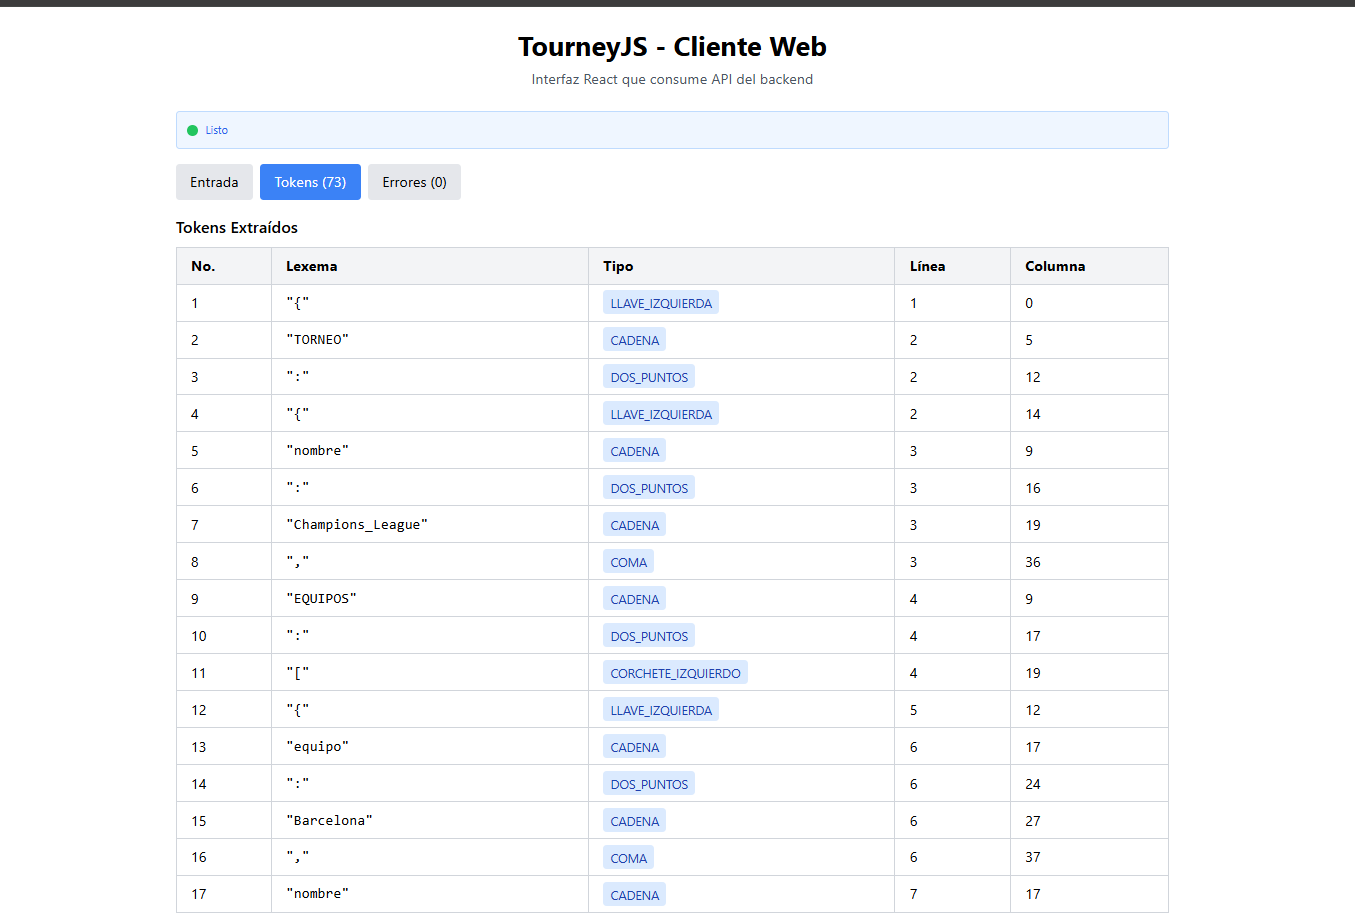 TourneyJS - Cliente Web
Interfaz React que consume API del backend
Listo
Entrada Tokens (73) Errores (0)
Tokens Extraídos
No. Lexema Tipo Línea Columna
1 "{" LLAVE_IZQUIERDA 1 0
2 "TORNEO" CADENA 2 5
3 ":" DOS_PUNTOS 2 12
4 "{" LLAVE_IZQUIERDA 2 14
5 "nombre" CADENA 3 9
6 ":" DOS_PUNTOS 3 16
7 "Champions_League" CADENA 3 19
8 "," COMA 3 36
9 "EQUIPOS" CADENA 4 9
10 ":" DOS_PUNTOS 4 17
11 "[" CORCHETE_IZQUIERDO 4 19
12 "{" LLAVE_IZQUIERDA 5 12
13 "equipo" CADENA 6 17
14 ":" DOS_PUNTOS 6 24
15 "Barcelona" CADENA 6 27
16 "," COMA 6 37
17 "nombre" CADENA 7 17